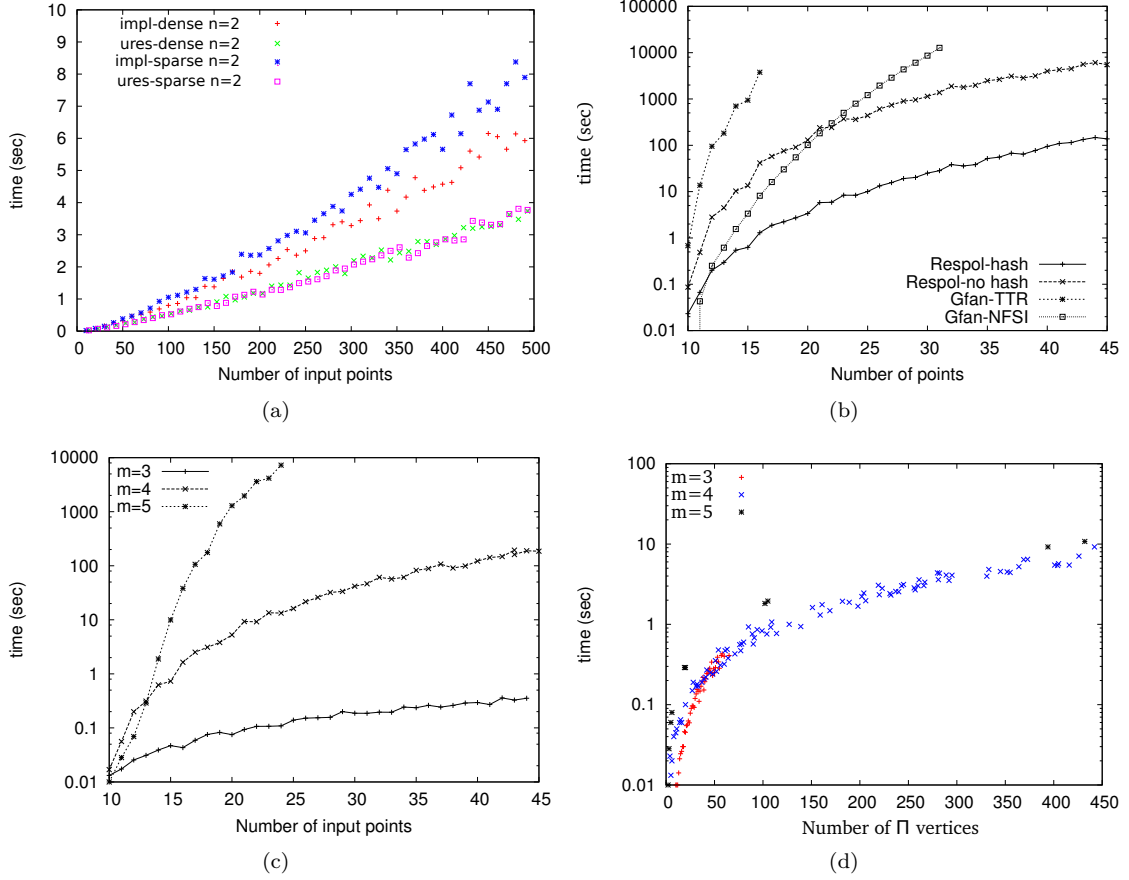 10
9
8
7
6
5
4
3
2
1
0
time (sec)
impl-dense n=2
ures-dense n=2
impl-sparse n=2
ures-sparse n=2
0 50 100 150 200 250 300 350 400 450 500
Number of input points
(a)
100000
10000
1000
100
10
1
0.1
0.01
time (sec)
Respol-hash
Respol-no hash
Gfan-TTR
Gfan-NFSI
10 15 20 25 30 35 40 45
Number of points
(b)
10000
1000
100
10
1
0.1
0.01
time (sec)
m=3
m=4
m=5
10 15 20 25 30 35 40 45
Number of input points
(c)
100
10
1
0.1
0.01
time (sec)
m=3
m=4
m=5
0 50 100 150 200 250 300 350 400 450
Number of Π vertices
(d)